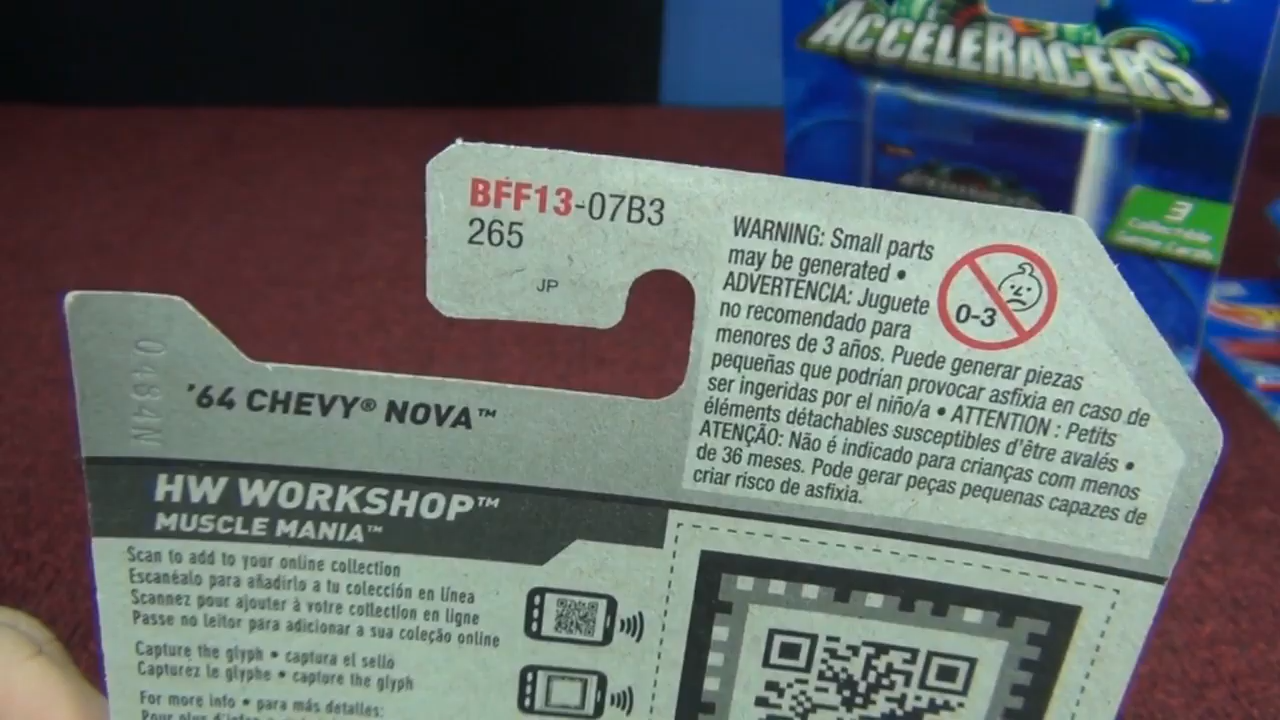 ACCELERACERS
3
Collectible
BFF13-07B3
265
JP
WARNING: Small parts
may be generated •
ADVERTENCIA: Juguete
no recomendado para
menores de 3 años. Puede generar piezas
pequeñas que podrían provocar asfixia en caso de
ser ingeridas por el niño/a • ATTENTION : Petits
éléments détachables susceptibles d'être avalés •
ATENÇÃO: Não é indicado para crianças com menos
de 36 meses. Pode gerar peças pequenas capazes de
criar risco de asfixia.
0-3
0484N
'64 CHEVY® NOVA™
HW WORKSHOP™
MUSCLE MANIA™
Scan to add to your online collection
Escanéalo para añadirlo a tu colección en línea
Scannez pour ajouter à votre collection en ligne
Passe no leitor para adicionar a sua coleção online
Capture the glyph • captura el sello
Capturez le glyphe • capture the glyph
For more info • para más detalles:
Pour plus d'infos